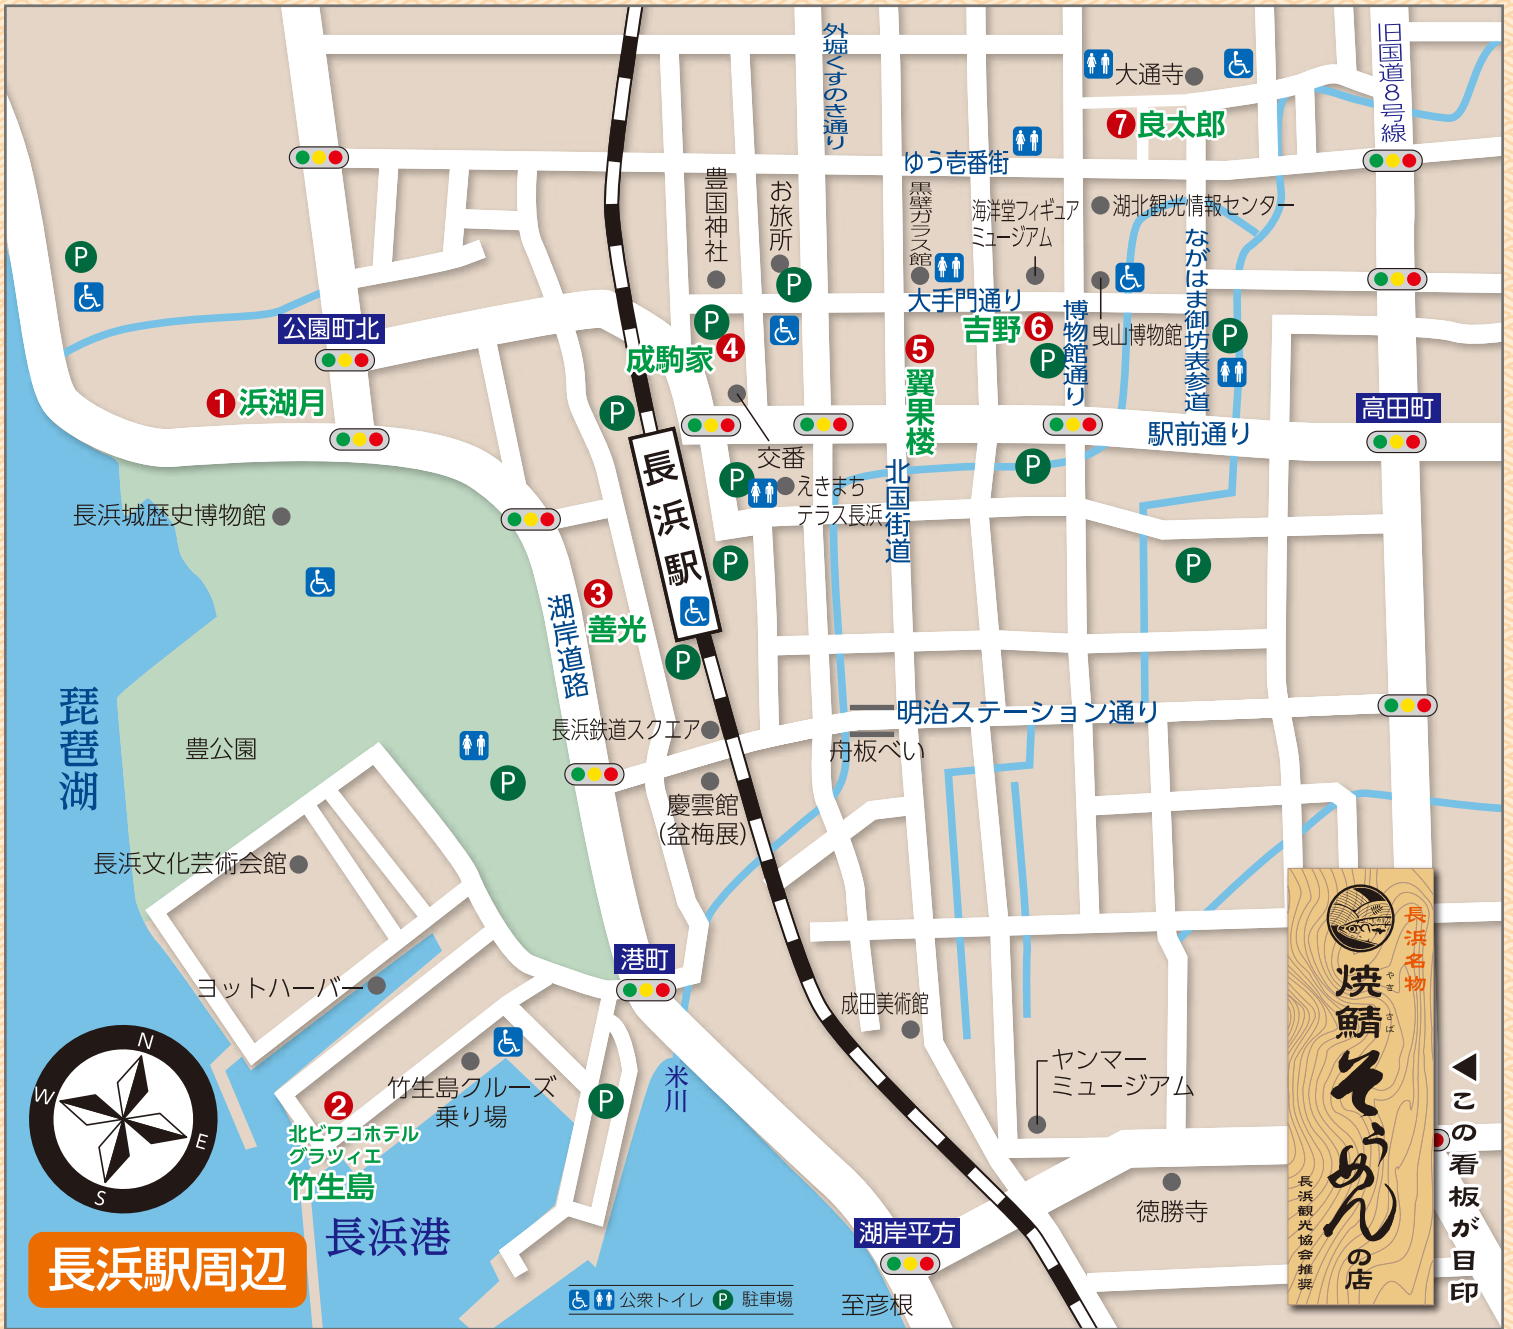 外堀くすのき通り
旧国道8号線
大通寺
7 良太郎
ゆう壱番街
豊国神社
お旅所
黒壁ガラス館
海洋堂フィギュア
ミュージアム
湖北観光情報センター
ながはま御坊表参道
P
P
P
大手門通り
公園町北
成駒家 4
5 翼果楼
吉野 6
P
博物館通り
曳山博物館
P
1 浜湖月
P
高田町
駅前通り
交番
長浜駅
P
えきまち
テラス長浜
北国街道
P
長浜城歴史博物館
P
P
湖岸道路
3
善光
P
琵琶湖
豊公園
長浜鉄道スクエア
明治ステーション通り
舟板べい
P
慶雲館
(盆梅展)
長浜文化芸術会館
港町
ヨットハーバー
成田美術館
米川
竹生島クルーズ
乗り場
P
ヤンマー
ミュージアム
2
北ビワコホテル
グラツィエ
竹生島
N
W
E
S
長浜港
徳勝寺
湖岸平方
長浜駅周辺
公衆トイレ P 駐車場
至彦根
長浜名物
焼鯖そうめんの店
やき
さば
長浜観光協会推奨
◀この看板が目印